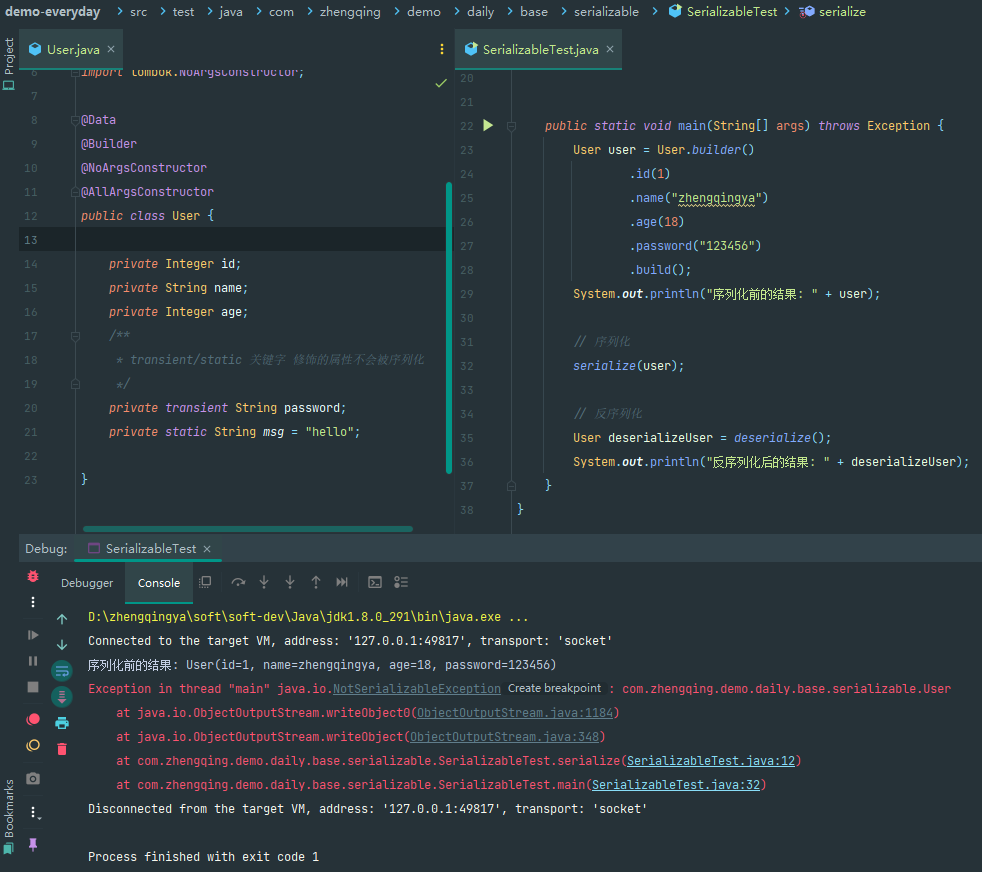 demo-everyday > src > test > java > com > zhengqing > demo > daily > base > serializable > SerializableTest > serialize
Project
User.java ×
SerializableTest.java ×
6 import lombok.NoArgsConstructor;
7
8 @Data
9 @Builder
10 @NoArgsConstructor
11 @AllArgsConstructor
12 public class User {
13
14 private Integer id;
15 private String name;
16 private Integer age;
17 /**
18 * transient/static 关键字 修饰的属性不会被序列化
19 */
20 private transient String password;
21 private static String msg = "hello";
22
23 }
20
21
22 public static void main(String[] args) throws Exception {
23 User user = User.builder()
24 .id(1)
25 .name("zhengqingya")
26 .age(18)
27 .password("123456")
28 .build();
29 System.out.println("序列化前的结果: " + user);
30
31 // 序列化
32 serialize(user);
33
34 // 反序列化
35 User deserializeUser = deserialize();
36 System.out.println("反序列化后的结果: " + deserializeUser);
37 }
38 }
Debug: SerializableTest ×
Debugger Console
D:\zhengqingya\soft\soft-dev\Java\jdk1.8.0_291\bin\java.exe ...
Connected to the target VM, address: '127.0.0.1:49817', transport: 'socket'
序列化前的结果: User(id=1, name=zhengqingya, age=18, password=123456)
Exception in thread "main" java.io.NotSerializableException Create breakpoint : com.zhengqing.demo.daily.base.serializable.User
at java.io.ObjectOutputStream.writeObject0(ObjectOutputStream.java:1184)
at java.io.ObjectOutputStream.writeObject(ObjectOutputStream.java:348)
at com.zhengqing.demo.daily.base.serializable.SerializableTest.serialize(SerializableTest.java:12)
at com.zhengqing.demo.daily.base.serializable.SerializableTest.main(SerializableTest.java:32)
Disconnected from the target VM, address: '127.0.0.1:49817', transport: 'socket'
Process finished with exit code 1
Bookmarks